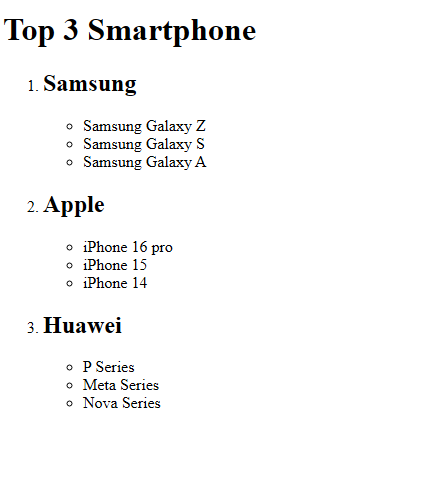 Top 3 Smartphone
1. Samsung
Samsung Galaxy Z
Samsung Galaxy S
Samsung Galaxy A
2. Apple
iPhone 16 pro
iPhone 15
iPhone 14
3. Huawei
P Series
Meta Series
Nova Series